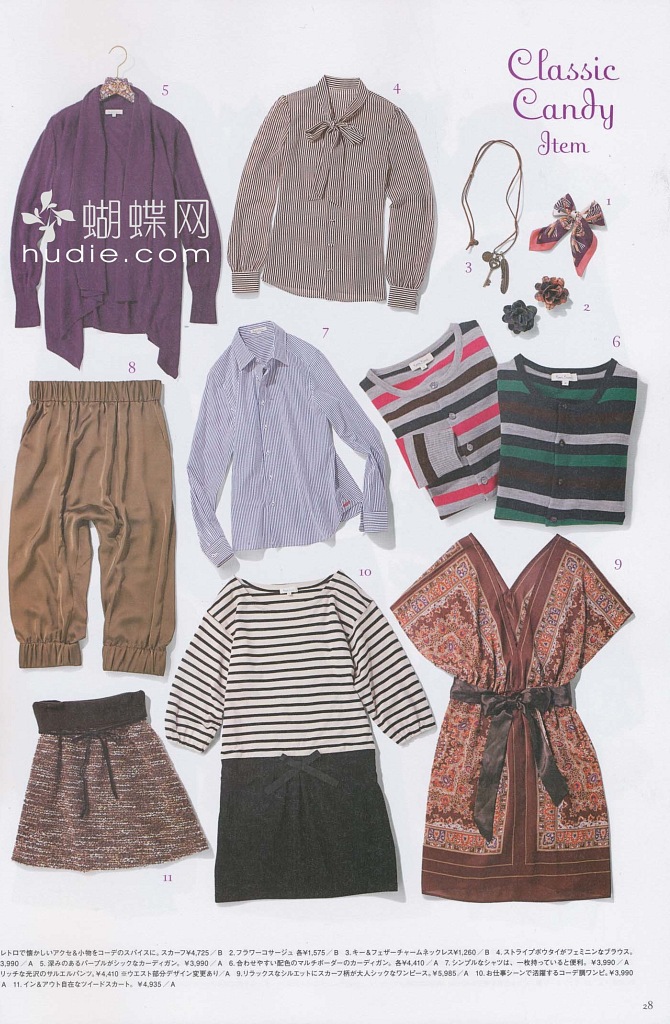 Classic
Candy
Item
5
4
1
3
2
蝴蝶网
hudie.com
7
6
8
9
10
11
レトロで懐かしいアクセ&小物をコーデのスパイスに。スカーフ¥4,725/B 2.フラワーコサージュ 各¥1,575/B 3.キー&フェザーチャームネックレス¥1,260/B 4.ストライプボウタイがフェミニンなブラウス。
3,990/A 5.深みのあるパープルがシックなカーディガン。¥3,990/A 6.合わせやすい配色のマルチボーダーのカーディガン。各¥4,410/A 7.シンプルなシャツは、一枚持っていると便利。¥3,990/A
リッチな光沢のサルエルパンツ。¥4,410 ※ウエスト部分デザイン変更あり/A 9.リラックスなシルエットにスカーフ柄が大人シックなワンピース。¥5,985/A 10.お仕事シーンで活躍するコーデ調ワンピ。¥3,990
A 11.イン&アウト自在なツイードスカート。¥4,935/A
28